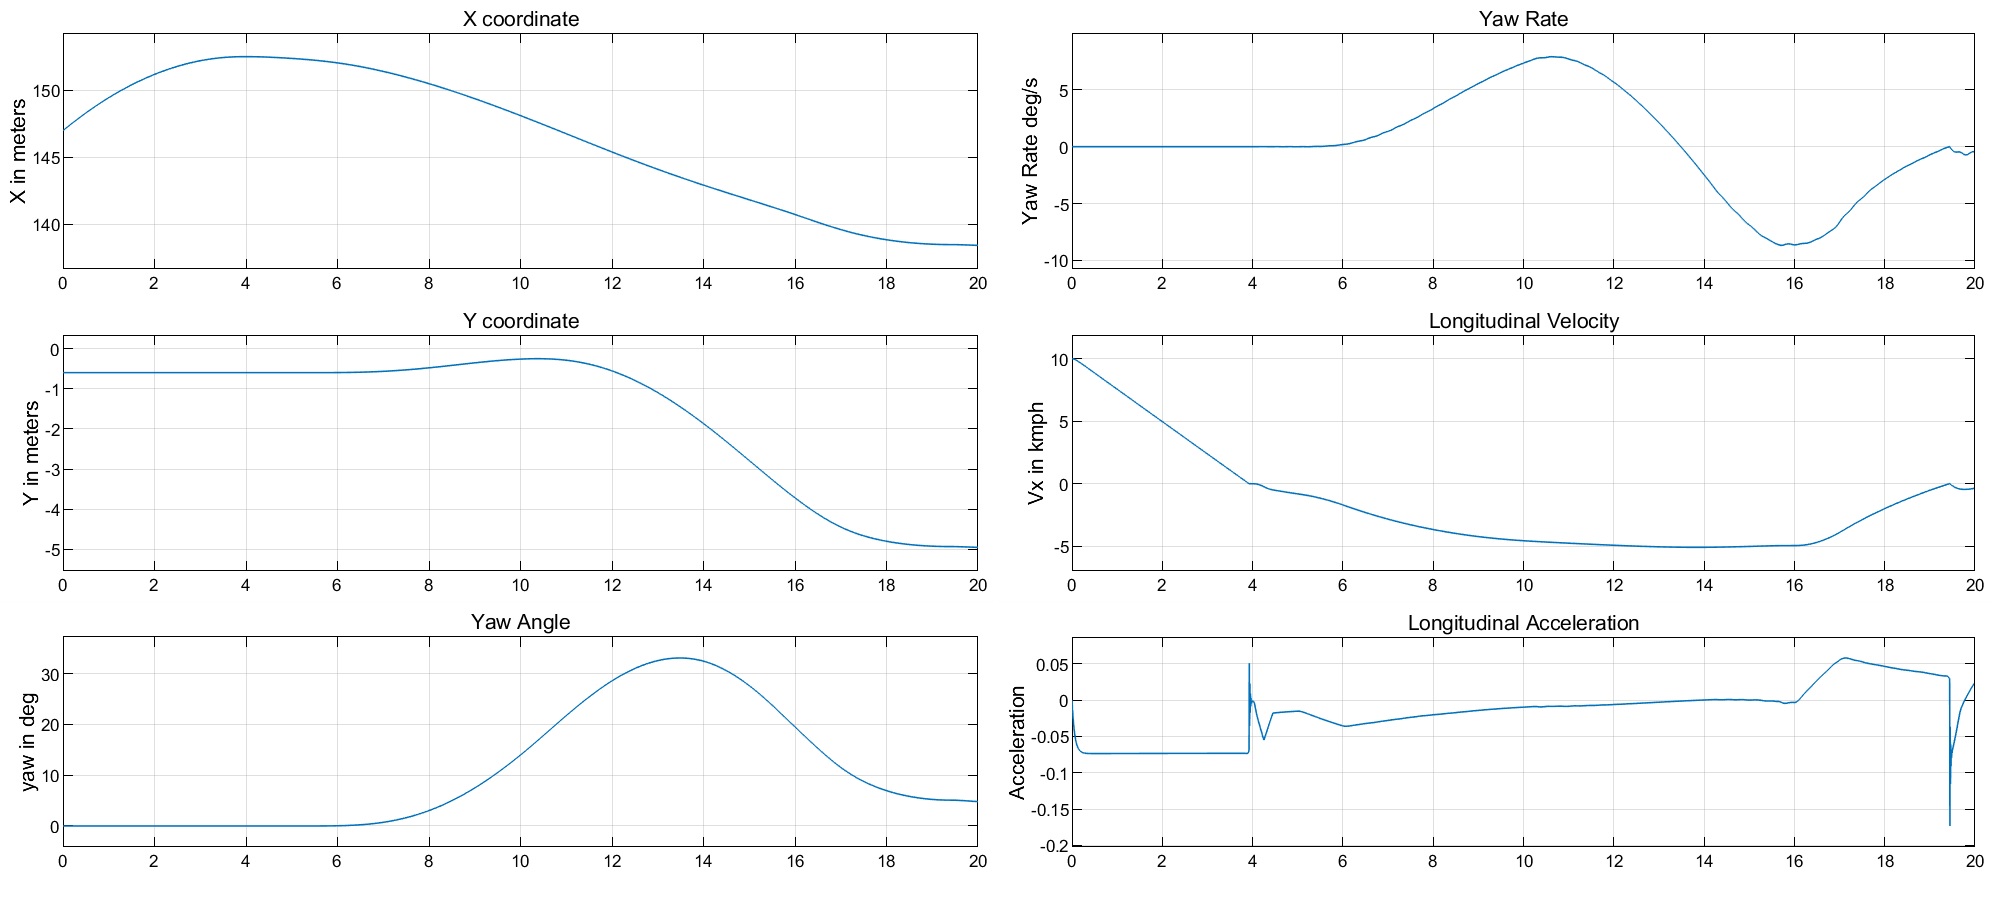 X coordinate
X in meters
150
145
140
0 2 4 6 8 10 12 14 16 18 20
Yaw Rate
Yaw Rate deg/s
5
0
-5
-10
0 2 4 6 8 10 12 14 16 18 20
Y coordinate
Y in meters
0
-1
-2
-3
-4
-5
0 2 4 6 8 10 12 14 16 18 20
Longitudinal Velocity
Vx in kmph
10
5
0
-5
0 2 4 6 8 10 12 14 16 18 20
Yaw Angle
yaw in deg
30
20
10
0
0 2 4 6 8 10 12 14 16 18 20
Longitudinal Acceleration
Acceleration
0.05
0
-0.05
-0.1
-0.15
-0.2
0 2 4 6 8 10 12 14 16 18 20